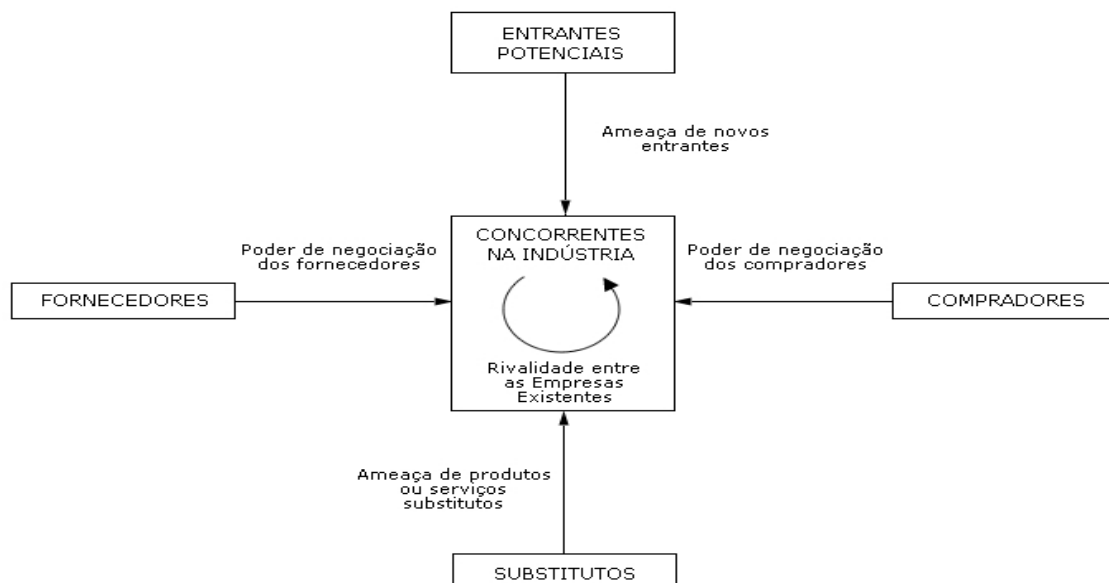 ENTRANTES
POTENCIAIS
Ameaça de novos
entrantes
CONCORRENTES
NA INDÚSTRIA
Poder de negociação
dos fornecedores
Poder de negociação
dos compradores
FORNECEDORES
COMPRADORES
Rivalidade entre
as Empresas
Existentes
Ameaça de produtos
ou serviços
substitutos
SUBSTITUTOS